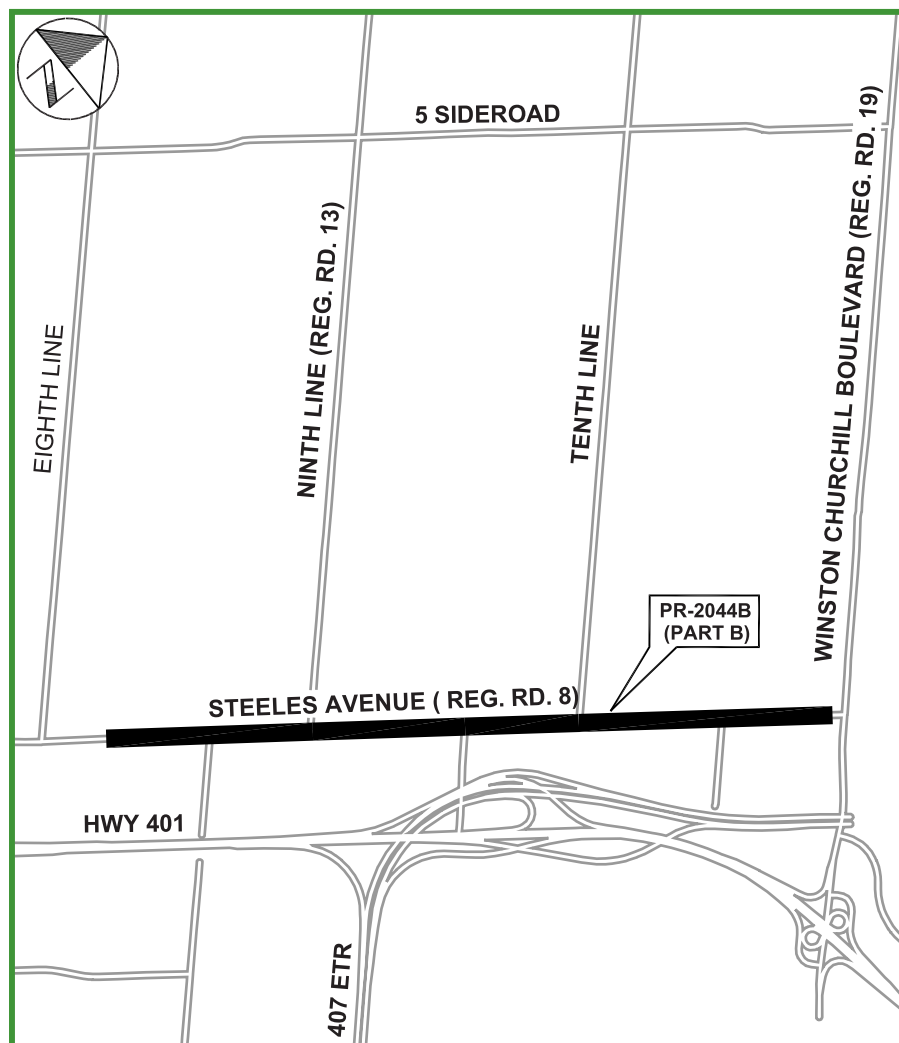 5 SIDEROAD
EIGHTH LINE
NINTH LINE (REG. RD. 13)
TENTH LINE
WINSTON CHURCHILL BOULEVARD (REG. RD. 19)
PR-2044B
(PART B)
STEELES AVENUE ( REG. RD. 8)
HWY 401
407 ETR